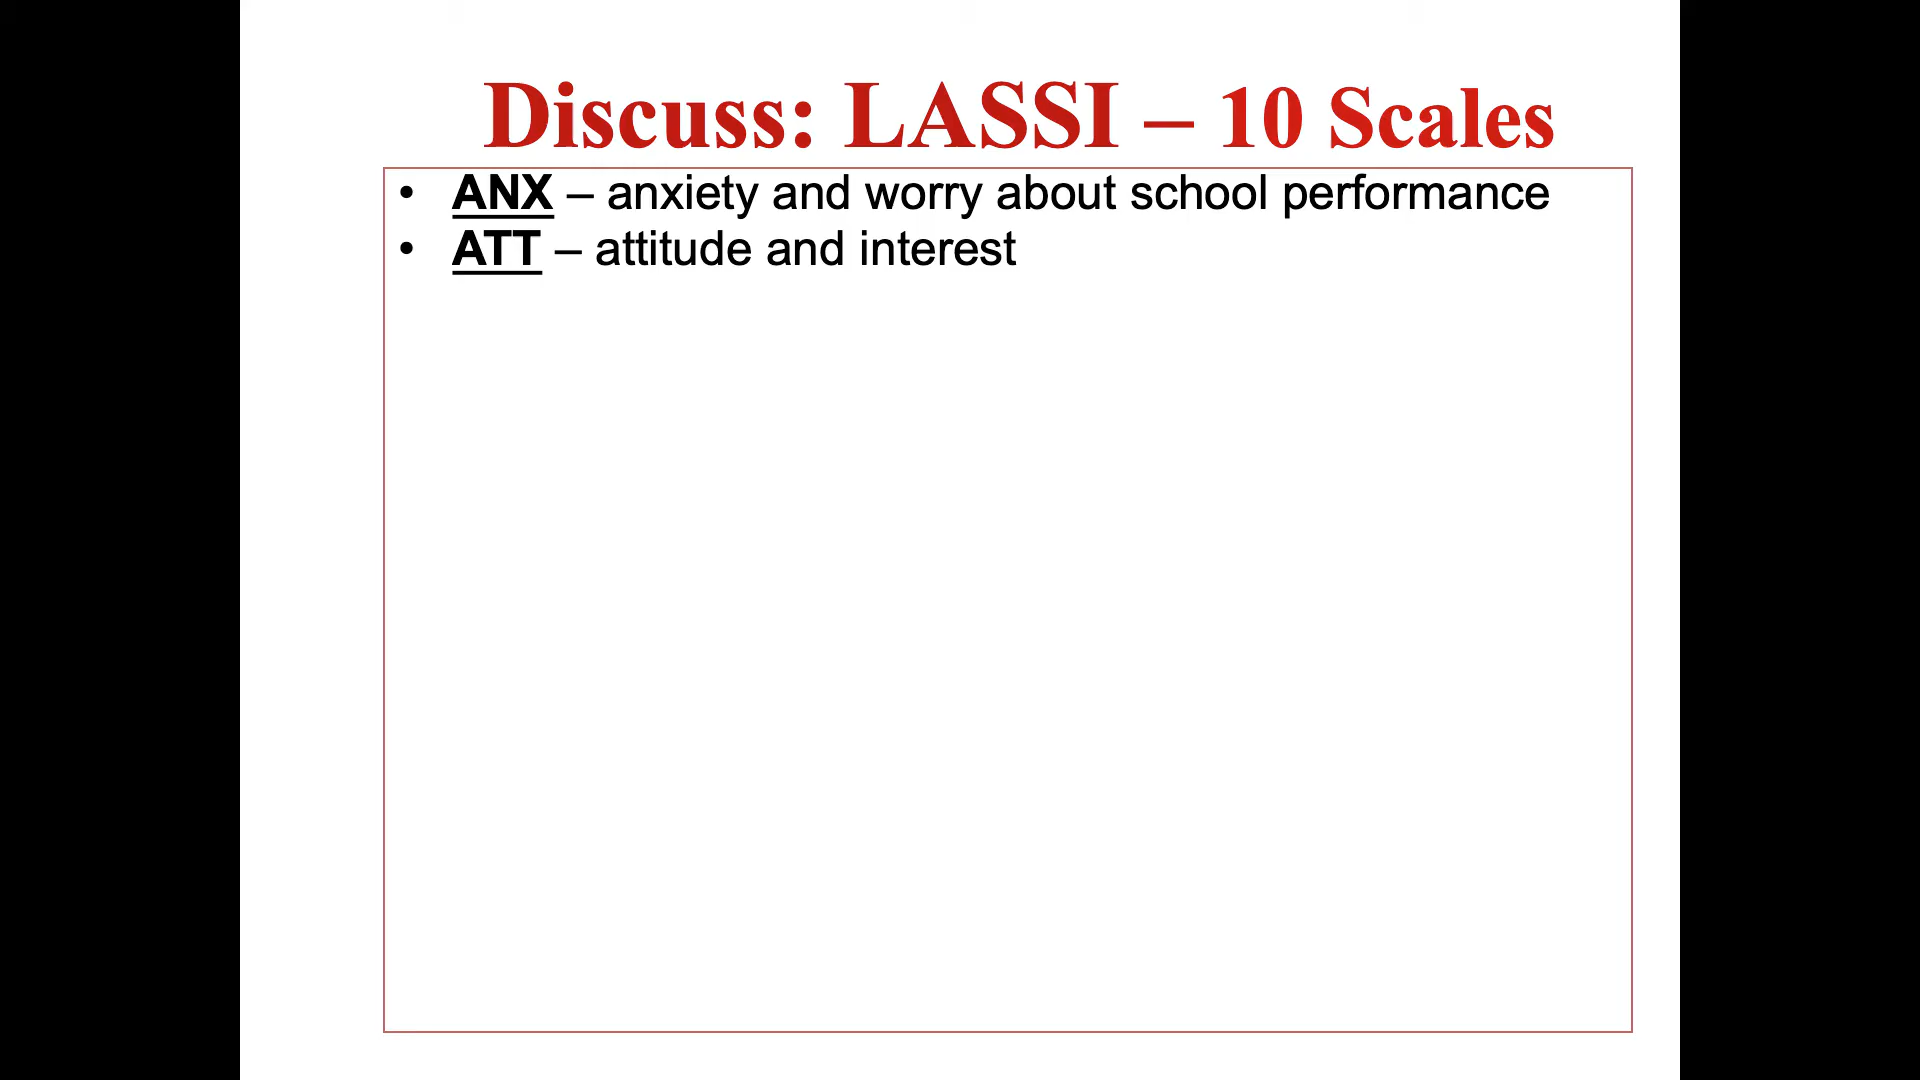 Discuss: LASSI – 10 Scales
• ANX – anxiety and worry about school performance
• ATT – attitude and interest